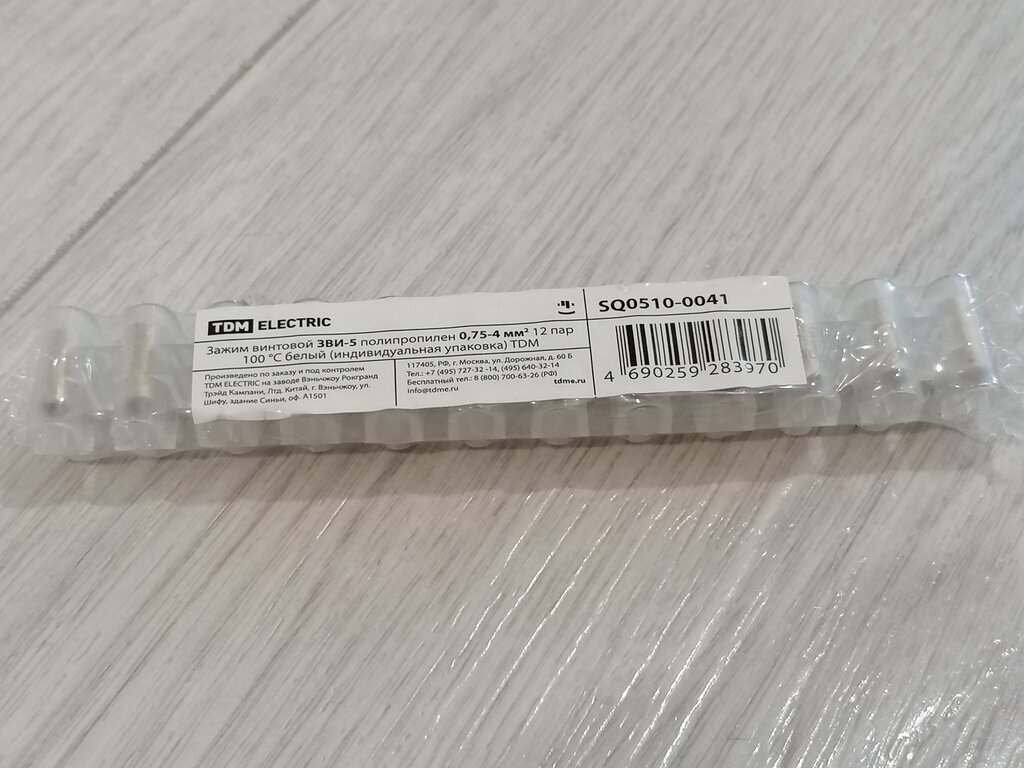 TDM ELECTRIC
Зажим винтовой ЗВИ-5 полипропилен 0,75-4 мм² 12 пар
100 °С белый (индивидуальная упаковка) TDM
Произведено по заказу и под контролем
TDM ELECTRIC на заводе Вэньчжоу Рокгранд
Трэйд Кампани, Лтд. Китай, г. Вэньчжоу, ул.
Шифу, здание Синьи, оф. А1501
117405, РФ, г. Москва, ул. Дорожная, д. 60 Б
Тел.: +7 (495) 727-32-14, (495) 640-32-14
Бесплатный тел.: 8 (800) 700-63-26 (РФ)
info@tdme.ru
tdme.ru
SQ0510-0041
4 690259 283970